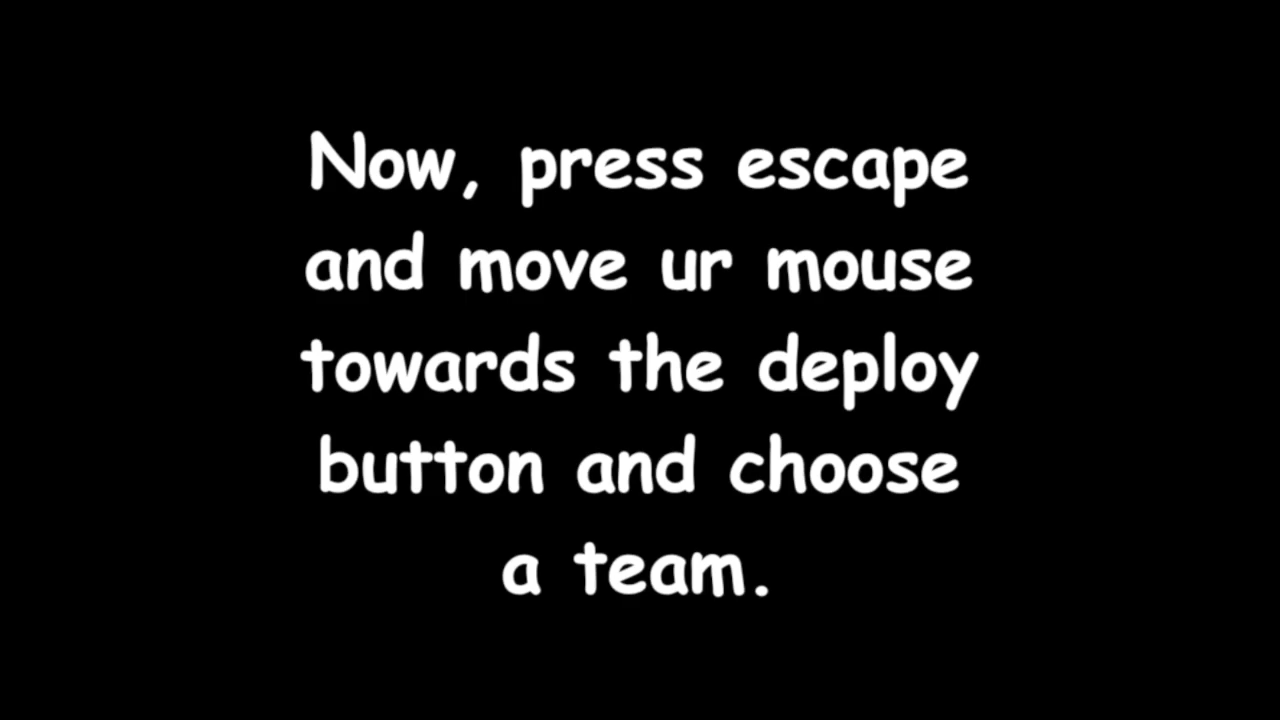 Now, press escape
and move ur mouse
towards the deploy
button and choose
a team.